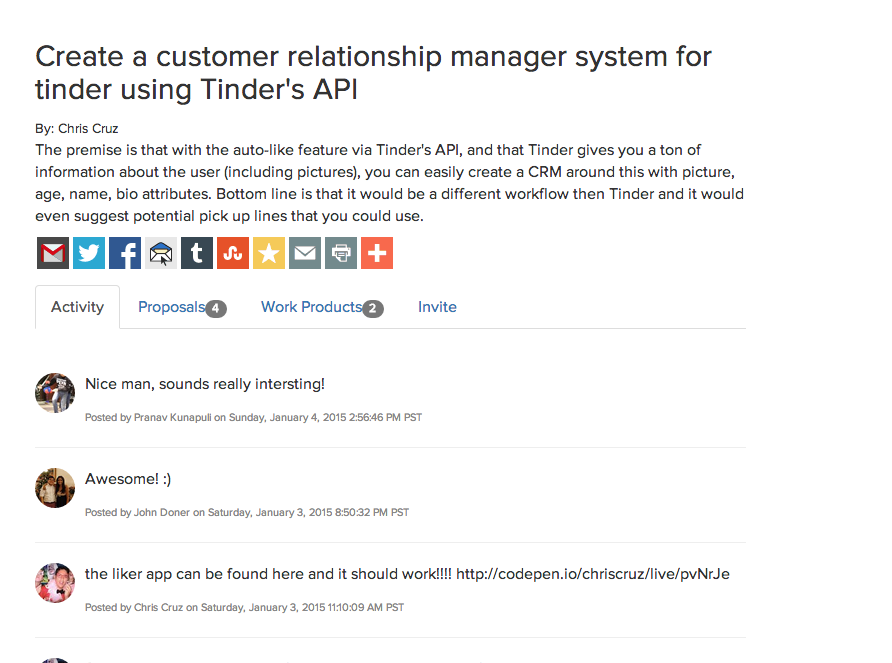 Create a customer relationship manager system for
tinder using Tinder's API
By: Chris Cruz
The premise is that with the auto-like feature via Tinder's API, and that Tinder gives you a ton of
information about the user (including pictures), you can easily create a CRM around this with picture,
age, name, bio attributes. Bottom line is that it would be a different workflow then Tinder and it would
even suggest potential pick up lines that you could use.
Activity Proposals 4 Work Products 2 Invite
Nice man, sounds really intersting!
Posted by Pranav Kunapuli on Sunday, January 4, 2015 2:56:46 PM PST
Awesome! :)
Posted by John Doner on Saturday, January 3, 2015 8:50:32 PM PST
the liker app can be found here and it should work!!!! http://codepen.io/chriscruz/live/pvNrJe
Posted by Chris Cruz on Saturday, January 3, 2015 11:10:09 AM PST